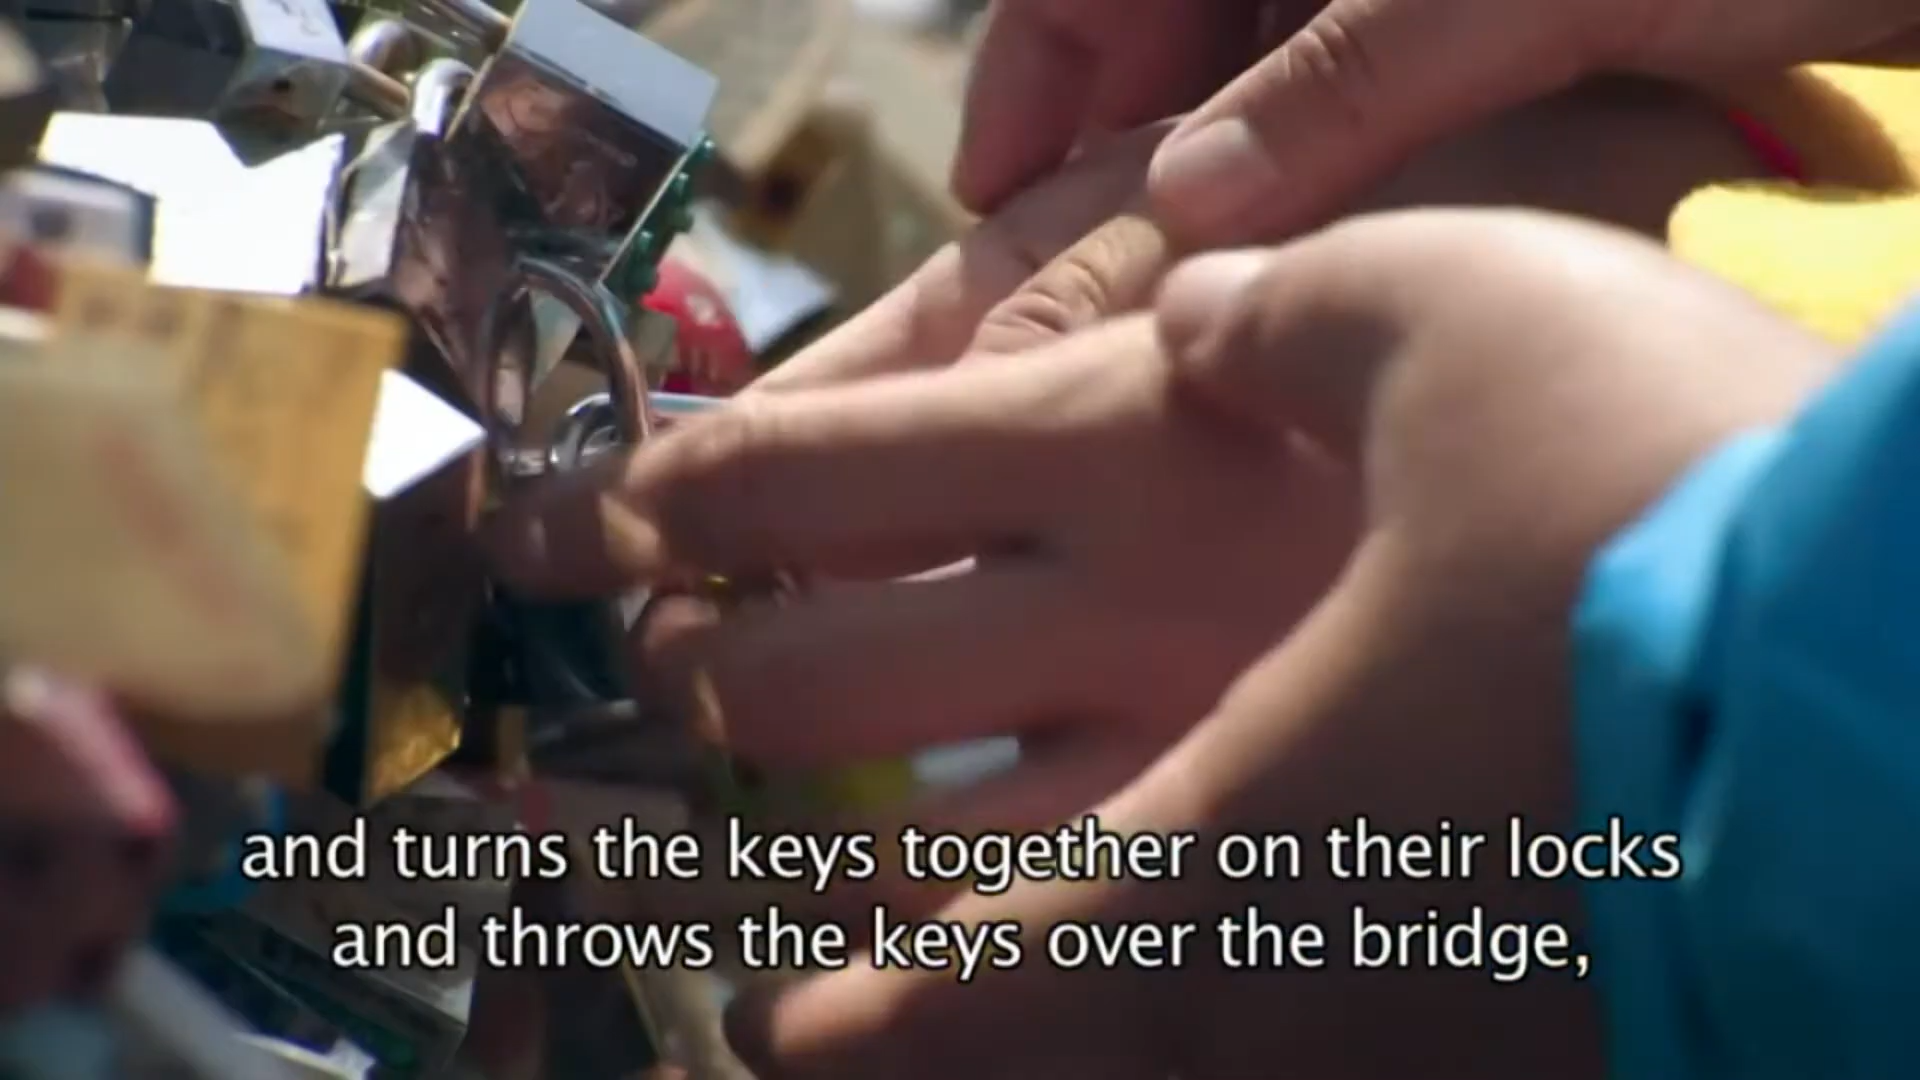 and turns the keys together on their locks
and throws the keys over the bridge,